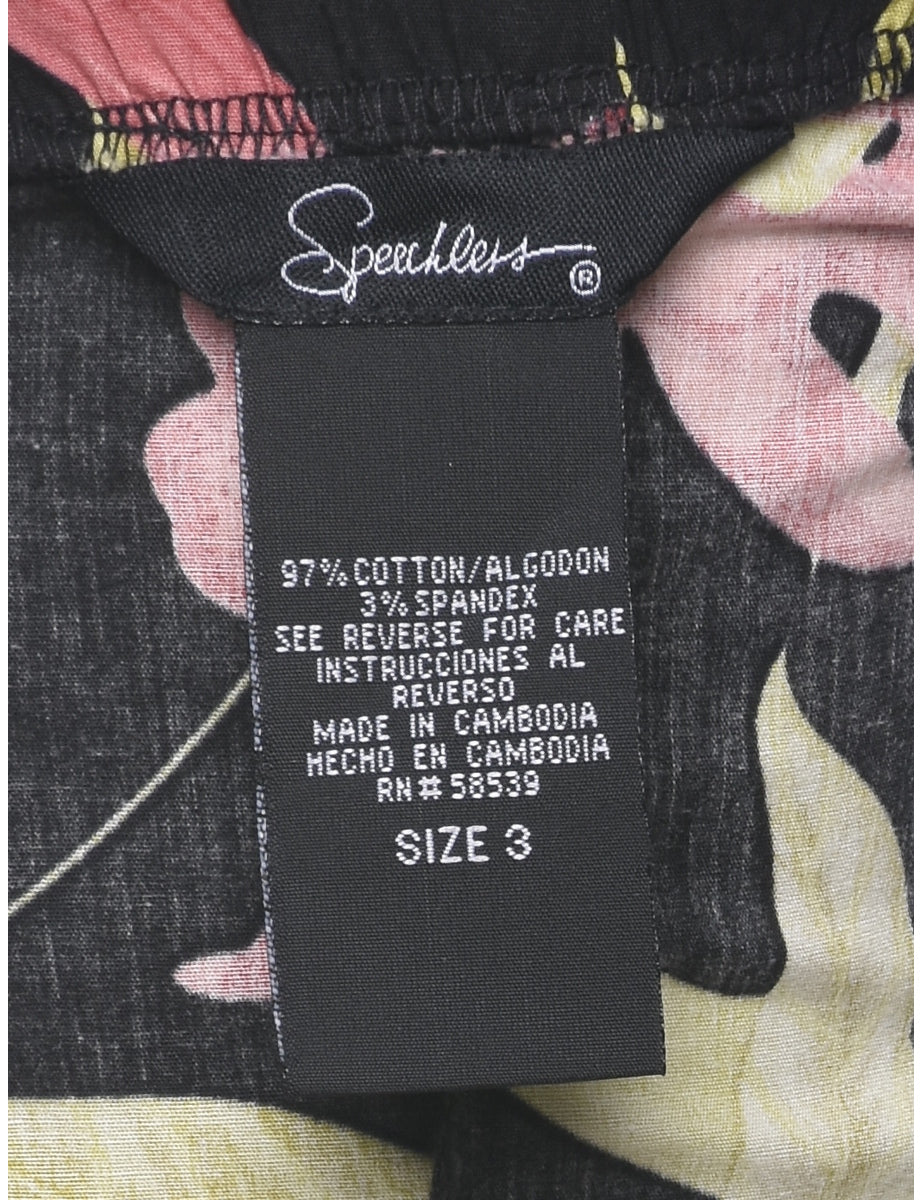 Speechless ®
97% COTTON/ALGODON
3% SPANDEX
SEE REVERSE FOR CARE
INSTRUCCIONES AL
REVERSO
MADE IN CAMBODIA
HECHO EN CAMBODIA
RN# 58539
SIZE 3